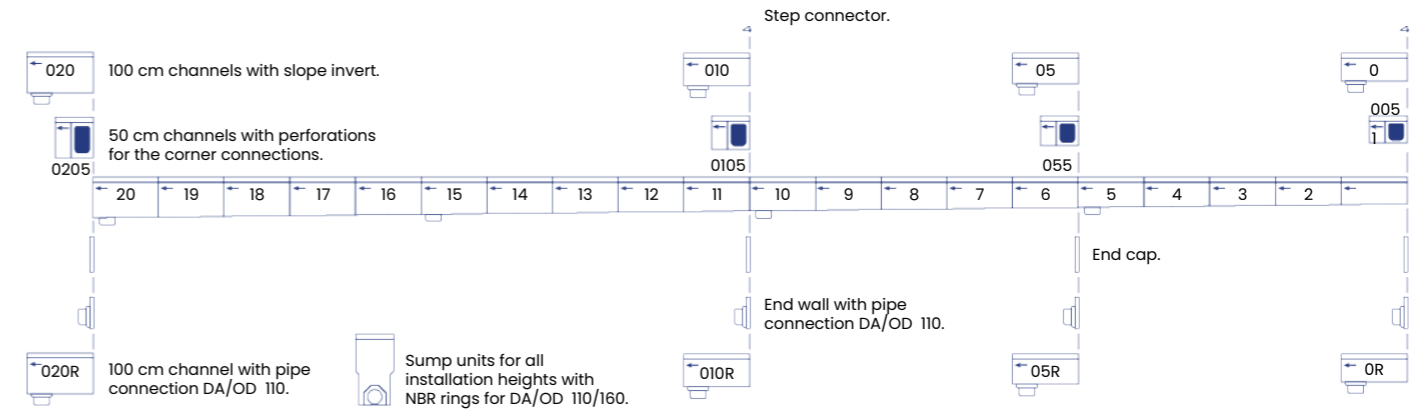 Step connector.
020
100 cm channels with slope invert.
010
05
0
005
50 cm channels with perforations
for the corner connections.
1
0205
0105
055
20 19 18 17 16 15 14 13 12 11 10 9 8 7 6 5 4 3 2
End cap.
End wall with pipe
connection DA/OD 110.
020R
100 cm channel with pipe
connection DA/OD 110.
Sump units for all
installation heights with
NBR rings for DA/OD 110/160.
010R
05R
0R